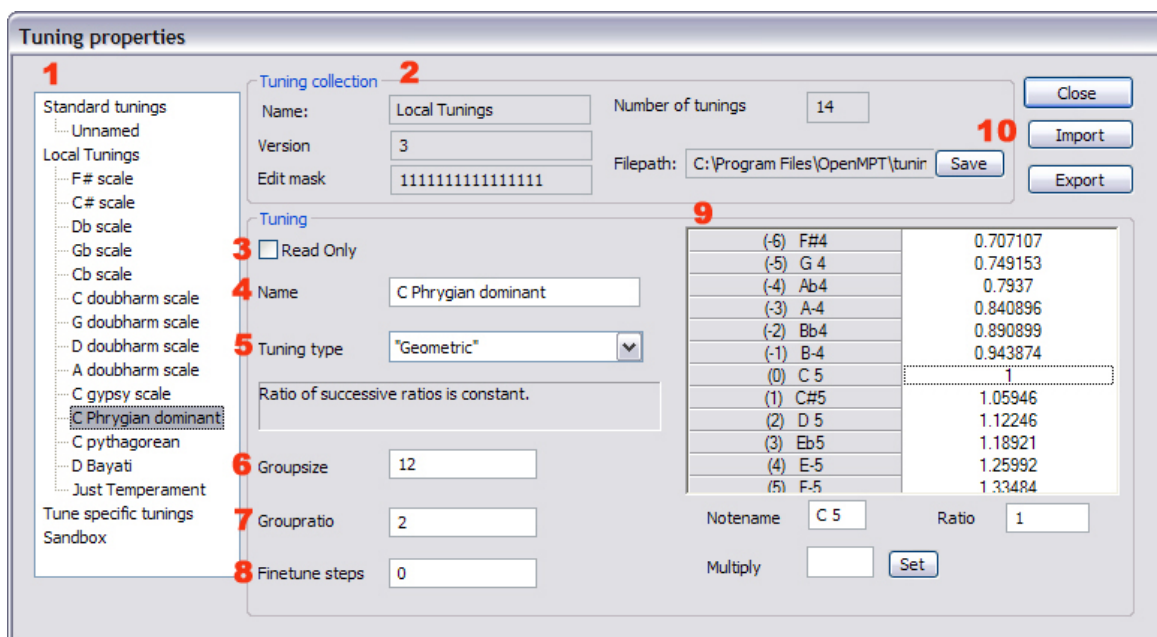 Tuning properties
1
Standard tunings
Unnamed
Local Tunings
F# scale
C# scale
Db scale
Gb scale
Cb scale
C doubharm scale
G doubharm scale
D doubharm scale
A doubharm scale
C gypsy scale
C Phrygian dominant
C pythagorean
D Bayati
Just Temperament
Tune specific tunings
Sandbox
Tuning collection 2
Name: Local Tunings
Version 3
Edit mask 1111111111111111
Number of tunings 14
Filepath: C:\Program Files\OpenMPT\tunin Save
Close
10 Import
Export
Tuning
3 Read Only
4 Name C Phrygian dominant
5 Tuning type "Geometric"
Ratio of successive ratios is constant.
6 Groupsize 12
7 Groupratio 2
8 Finetune steps 0
9
(-6) F#4 0.707107
(-5) G 4 0.749153
(-4) Ab4 0.7937
(-3) A-4 0.840896
(-2) Bb4 0.890899
(-1) B-4 0.943874
(0) C 5 1
(1) C#5 1.05946
(2) D 5 1.12246
(3) Eb5 1.18921
(4) E-5 1.25992
(5) F-5 1.33484
Notename C 5 Ratio 1
Multiply Set